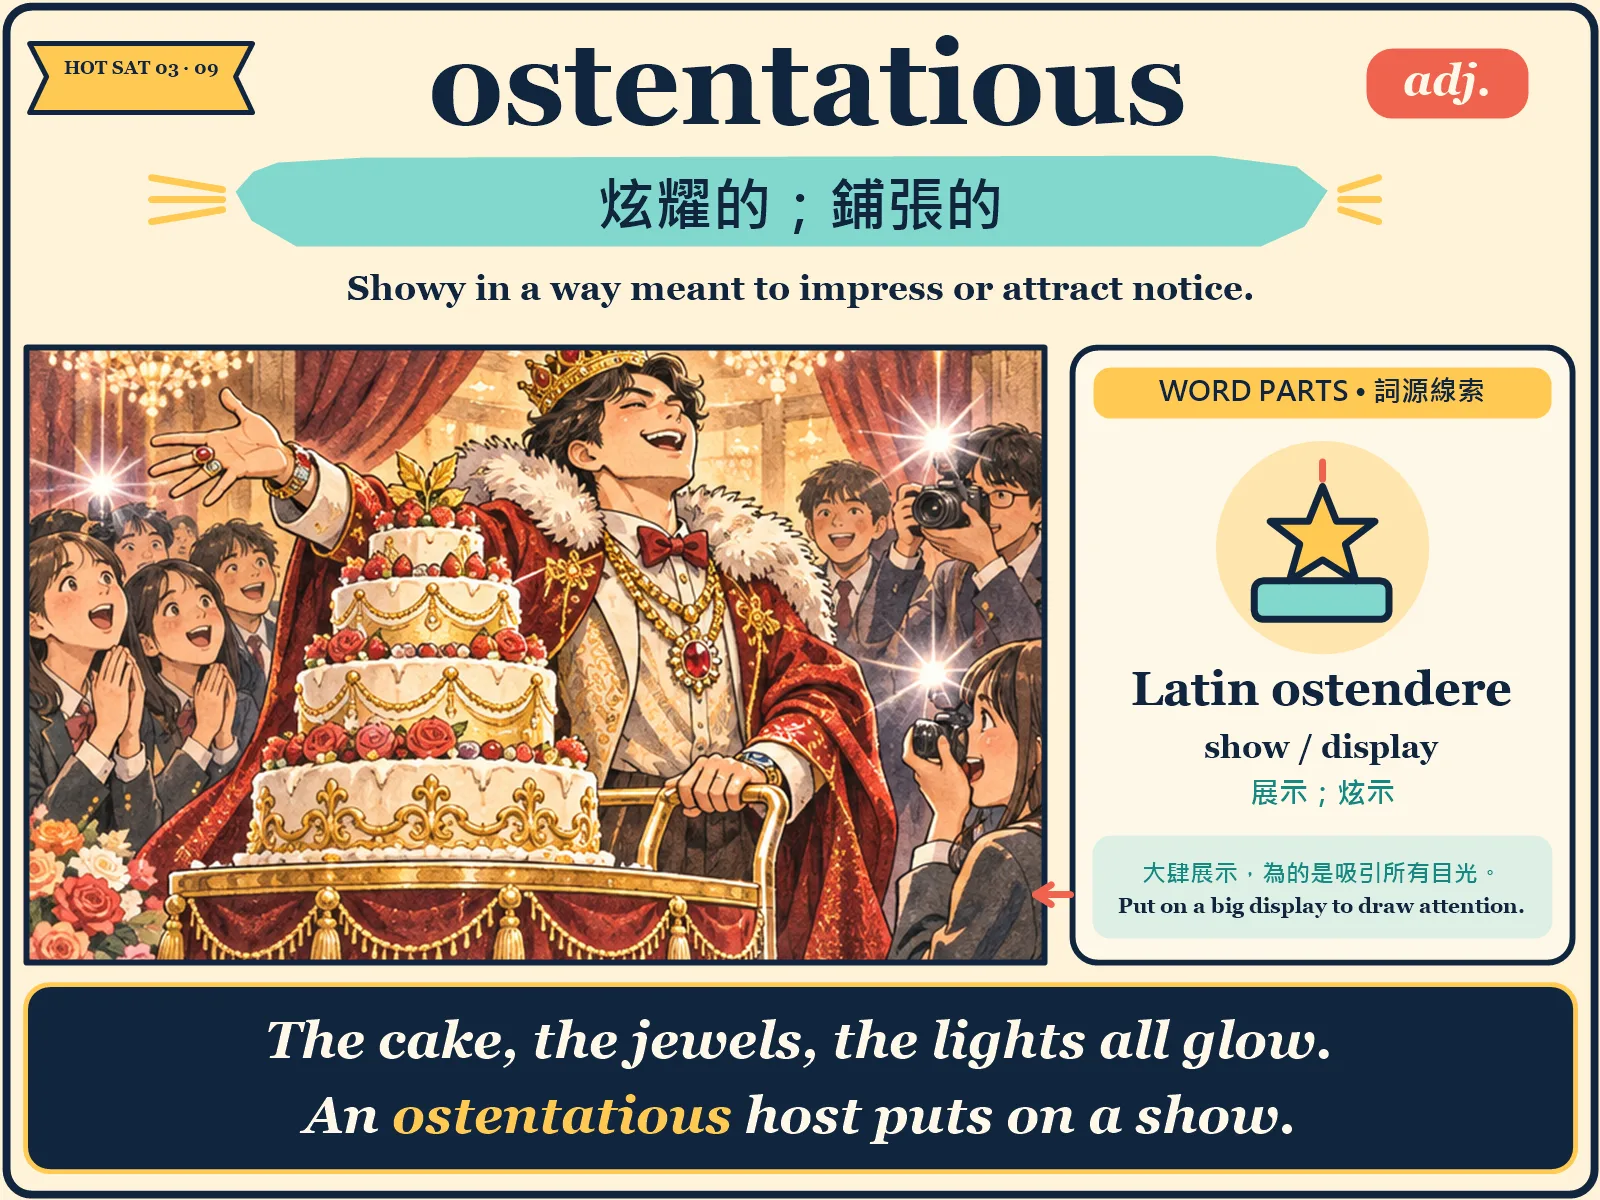 HOT SAT 03 · 09
ostentatious
adj.
炫耀的；鋪張的
Showy in a way meant to impress or attract notice.
WORD PARTS • 詞源線索
Latin ostendere
show / display
展示；炫示
大肆展示，為的是吸引所有目光。
Put on a big display to draw attention.
The cake, the jewels, the lights all glow.
An ostentatious host puts on a show.